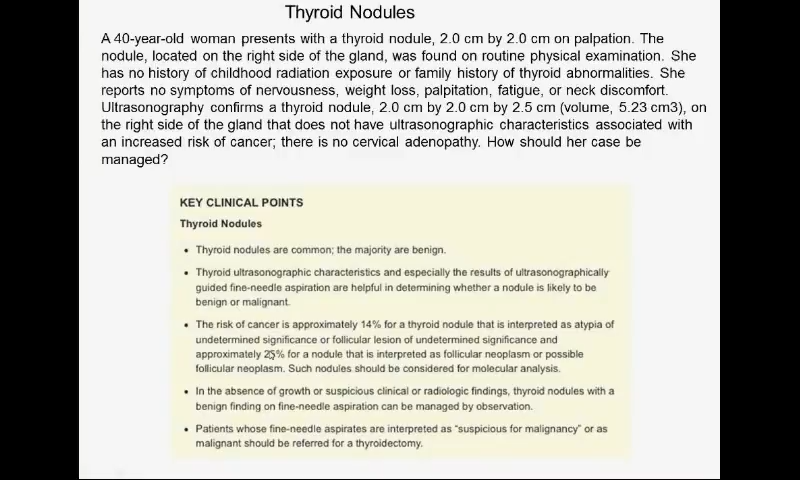 Thyroid Nodules
A 40-year-old woman presents with a thyroid nodule, 2.0 cm by 2.0 cm on palpation. The
nodule, located on the right side of the gland, was found on routine physical examination. She
has no history of childhood radiation exposure or family history of thyroid abnormalities. She
reports no symptoms of nervousness, weight loss, palpitation, fatigue, or neck discomfort.
Ultrasonography confirms a thyroid nodule, 2.0 cm by 2.0 cm by 2.5 cm (volume, 5.23 cm3), on
the right side of the gland that does not have ultrasonographic characteristics associated with
an increased risk of cancer; there is no cervical adenopathy. How should her case be
managed?
KEY CLINICAL POINTS
Thyroid Nodules
• Thyroid nodules are common; the majority are benign.
• Thyroid ultrasonographic characteristics and especially the results of ultrasonographically
guided fine-needle aspiration are helpful in determining whether a nodule is likely to be
benign or malignant.
• The risk of cancer is approximately 14% for a thyroid nodule that is interpreted as atypia of
undetermined significance or follicular lesion of undetermined significance and
approximately 25% for a nodule that is interpreted as follicular neoplasm or possible
follicular neoplasm. Such nodules should be considered for molecular analysis.
• In the absence of growth or suspicious clinical or radiologic findings, thyroid nodules with a
benign finding on fine-needle aspiration can be managed by observation.
• Patients whose fine-needle aspirates are interpreted as “suspicious for malignancy” or as
malignant should be referred for a thyroidectomy.